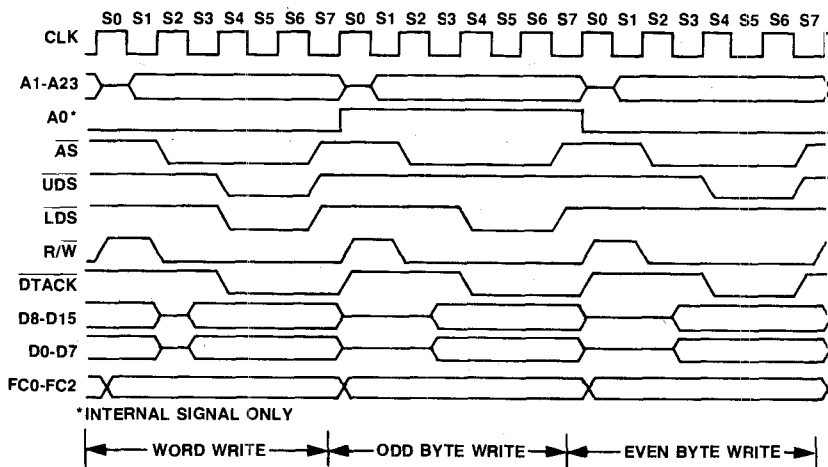 S0 S1 S2 S3 S4 S5 S6 S7 S0 S1 S2 S3 S4 S5 S6 S7 S0 S1 S2 S3 S4 S5 S6 S7
CLK
A1-A23
A0*
AS
UDS
LDS
R/W
DTACK
D8-D15
D0-D7
FC0-FC2
*INTERNAL SIGNAL ONLY
WORD WRITE ODD BYTE WRITE EVEN BYTE WRITE